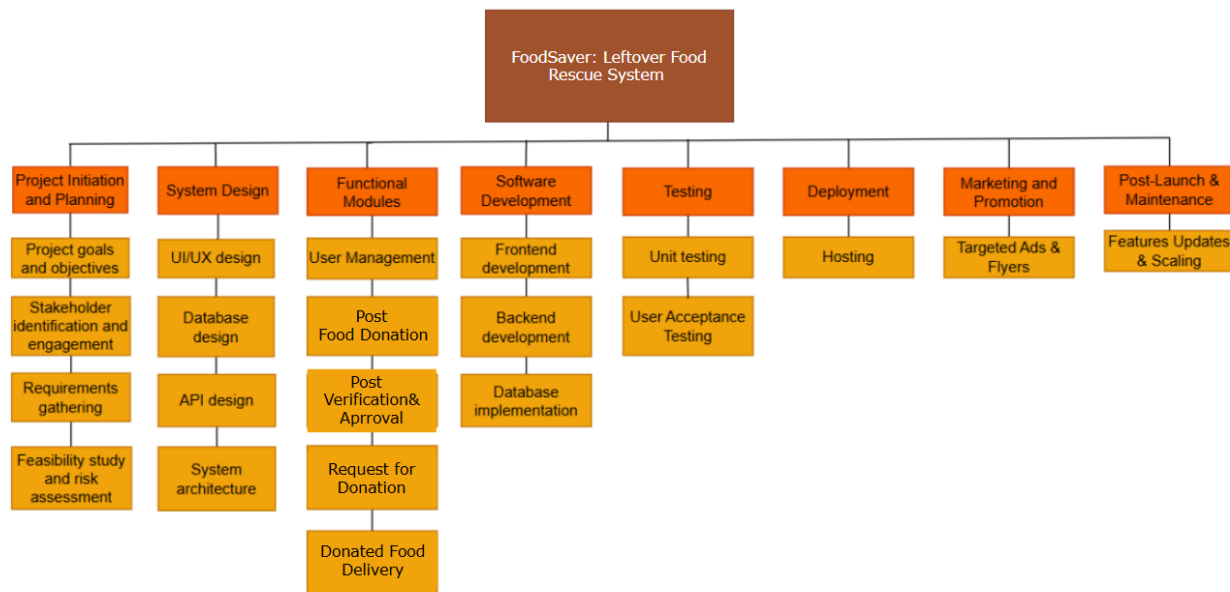 FoodSaver: Leftover Food
Rescue System
Project Initiation
and Planning
System Design
Functional
Modules
Software
Development
Testing
Deployment
Marketing and
Promotion
Post-Launch &
Maintenance
Project goals
and objectives
Stakeholder
identification and
engagement
Requirements
gathering
Feasibility study
and risk
assessment
UI/UX design
Database
design
API design
System
architecture
User Management
Post
Food Donation
Post
Verification&
Aprroval
Request for
Donation
Donated Food
Delivery
Frontend
development
Backend
development
Database
implementation
Unit testing
User Acceptance
Testing
Hosting
Targeted Ads &
Flyers
Features Updates
& Scaling